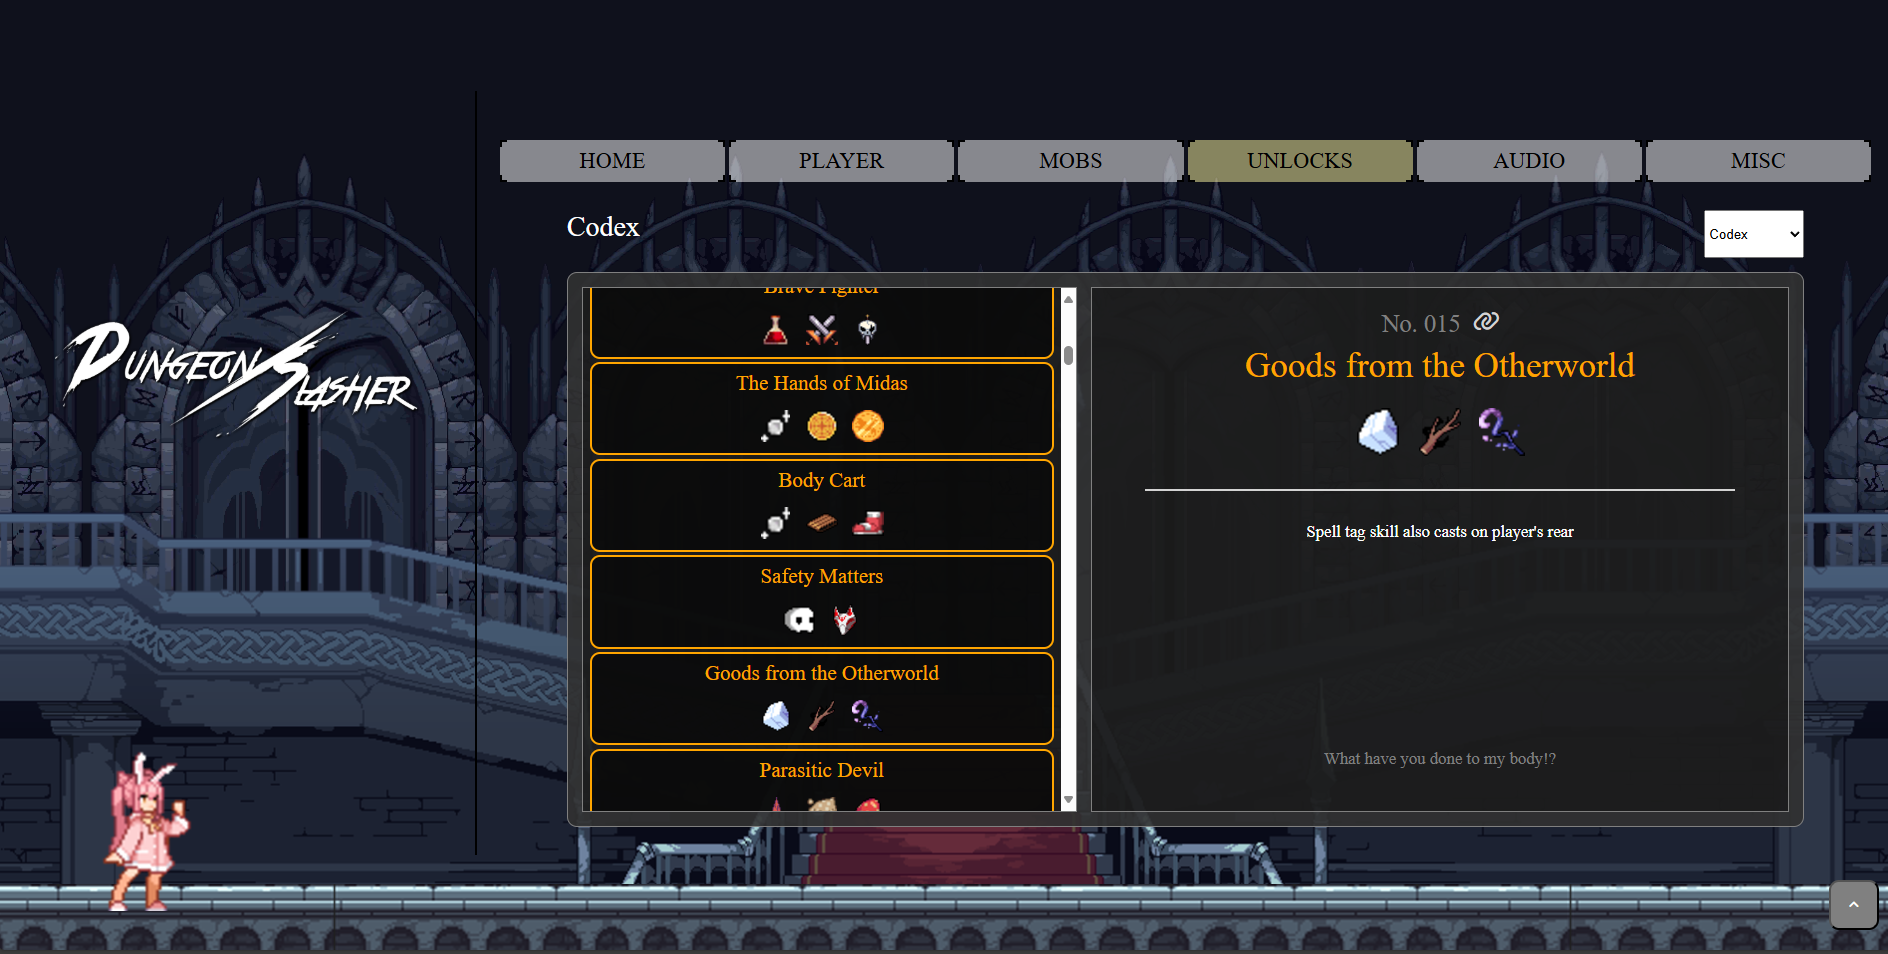 HOME
PLAYER
MOBS
UNLOCKS
AUDIO
MISC
Codex
Codex
DUNGEON SLASHER
Brave Fighter
The Hands of Midas
Body Cart
Safety Matters
Goods from the Otherworld
Parasitic Devil
No. 015
Goods from the Otherworld
Spell tag skill also casts on player's rear
What have you done to my body!?